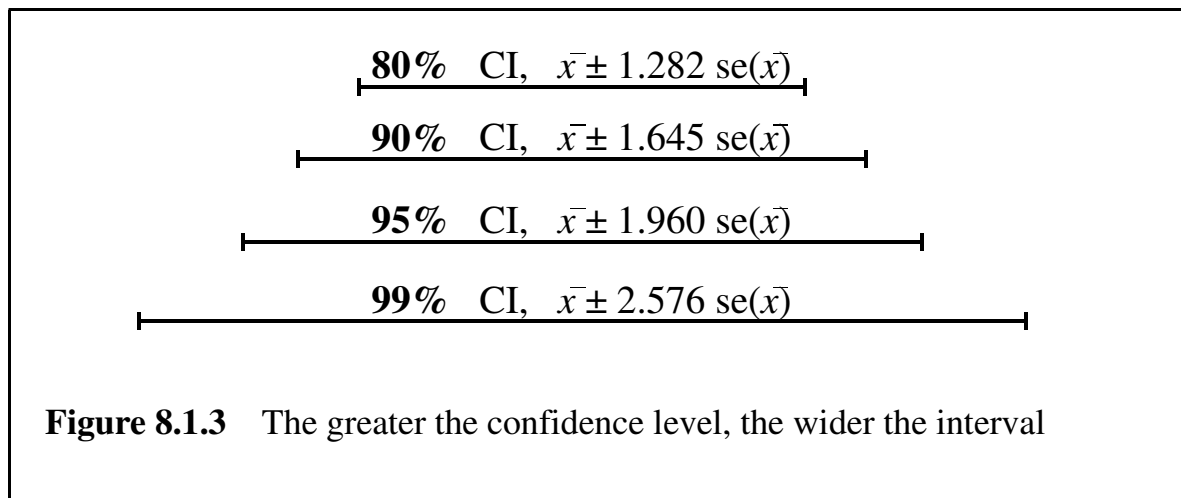 80% CI, x̄ ± 1.282 se(x̄)
90% CI, x̄ ± 1.645 se(x̄)
95% CI, x̄ ± 1.960 se(x̄)
99% CI, x̄ ± 2.576 se(x̄)
Figure 8.1.3 The greater the confidence level, the wider the interval